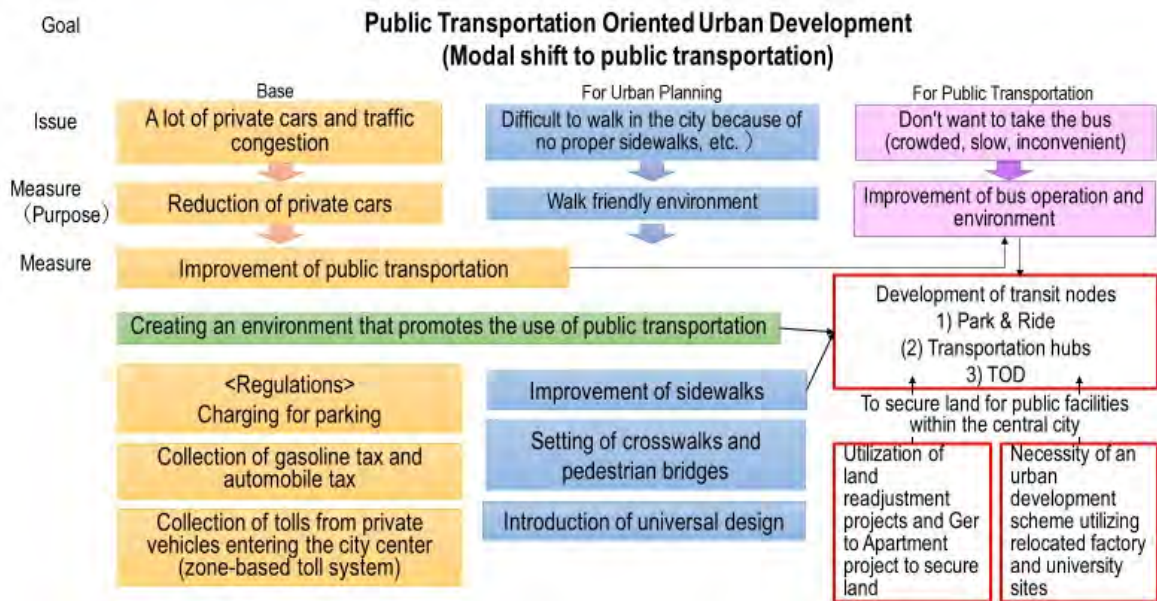 Goal
Public Transportation Oriented Urban Development
(Modal shift to public transportation)
Base
For Urban Planning
For Public Transportation
Issue
A lot of private cars and traffic
congestion
Difficult to walk in the city because of
no proper sidewalks, etc. ）
Don't want to take the bus
(crowded, slow, inconvenient)
Measure
（Purpose）
Reduction of private cars
Walk friendly environment
Improvement of bus operation and
environment
Measure
Improvement of public transportation
Creating an environment that promotes the use of public transportation
Development of transit nodes
1) Park & Ride
(2) Transportation hubs
3) TOD
<Regulations>
Charging for parking
Collection of gasoline tax and
automobile tax
Collection of tolls from private
vehicles entering the city center
(zone-based toll system)
Improvement of sidewalks
Setting of crosswalks and
pedestrian bridges
Introduction of universal design
To secure land for public facilities
within the central city
Utilization of
land
readjustment
projects and Ger
to Apartment
project to secure
land
Necessity of an
urban
development
scheme utilizing
relocated factory
and university
sites